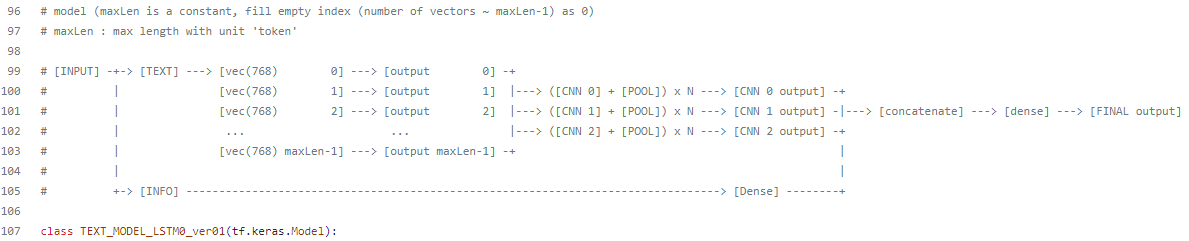 96 # model (maxLen is a constant, fill empty index (number of vectors ~ maxLen-1) as 0)
97 # maxLen : max length with unit 'token'
98
99 # [INPUT] -+-> [TEXT] ---> [vec(768)        0] ---> [output        0] -+
100 #           |               [vec(768)        1] ---> [output        1]  |---> ([CNN 0] + [POOL]) x N ---> [CNN 0 output] -+
101 #           |               [vec(768)        2] ---> [output        2]  |---> ([CNN 1] + [POOL]) x N ---> [CNN 1 output] -|---> [concatenate] ---> [dense] ---> [FINAL output]
102 #           |                ...                      ...               |---> ([CNN 2] + [POOL]) x N ---> [CNN 2 output] -+
103 #           |               [vec(768) maxLen-1] ---> [output maxLen-1] -+                                                 |
104 #           |                                                                                                             |
105 #           +-> [INFO] ---------------------------------------------------------------------------------> [Dense] --------+
106
107 class TEXT_MODEL_LSTM0_ver01(tf.keras.Model):